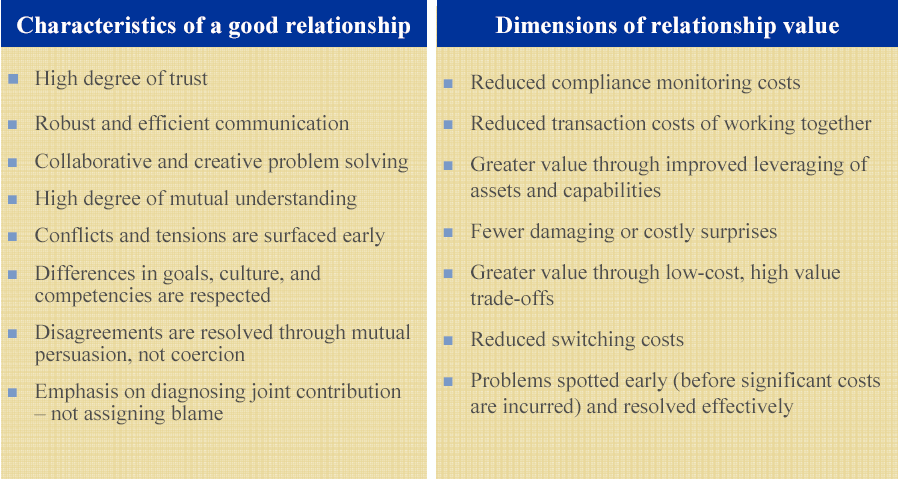 Characteristics of a good relationship
High degree of trust
Robust and efficient communication
Collaborative and creative problem solving
High degree of mutual understanding
Conflicts and tensions are surfaced early
Differences in goals, culture, and
competencies are respected
Disagreements are resolved through mutual
persuasion, not coercion
Emphasis on diagnosing joint contribution
– not assigning blame
Dimensions of relationship value
Reduced compliance monitoring costs
Reduced transaction costs of working together
Greater value through improved leveraging of
assets and capabilities
Fewer damaging or costly surprises
Greater value through low-cost, high value
trade-offs
Reduced switching costs
Problems spotted early (before significant costs
are incurred) and resolved effectively